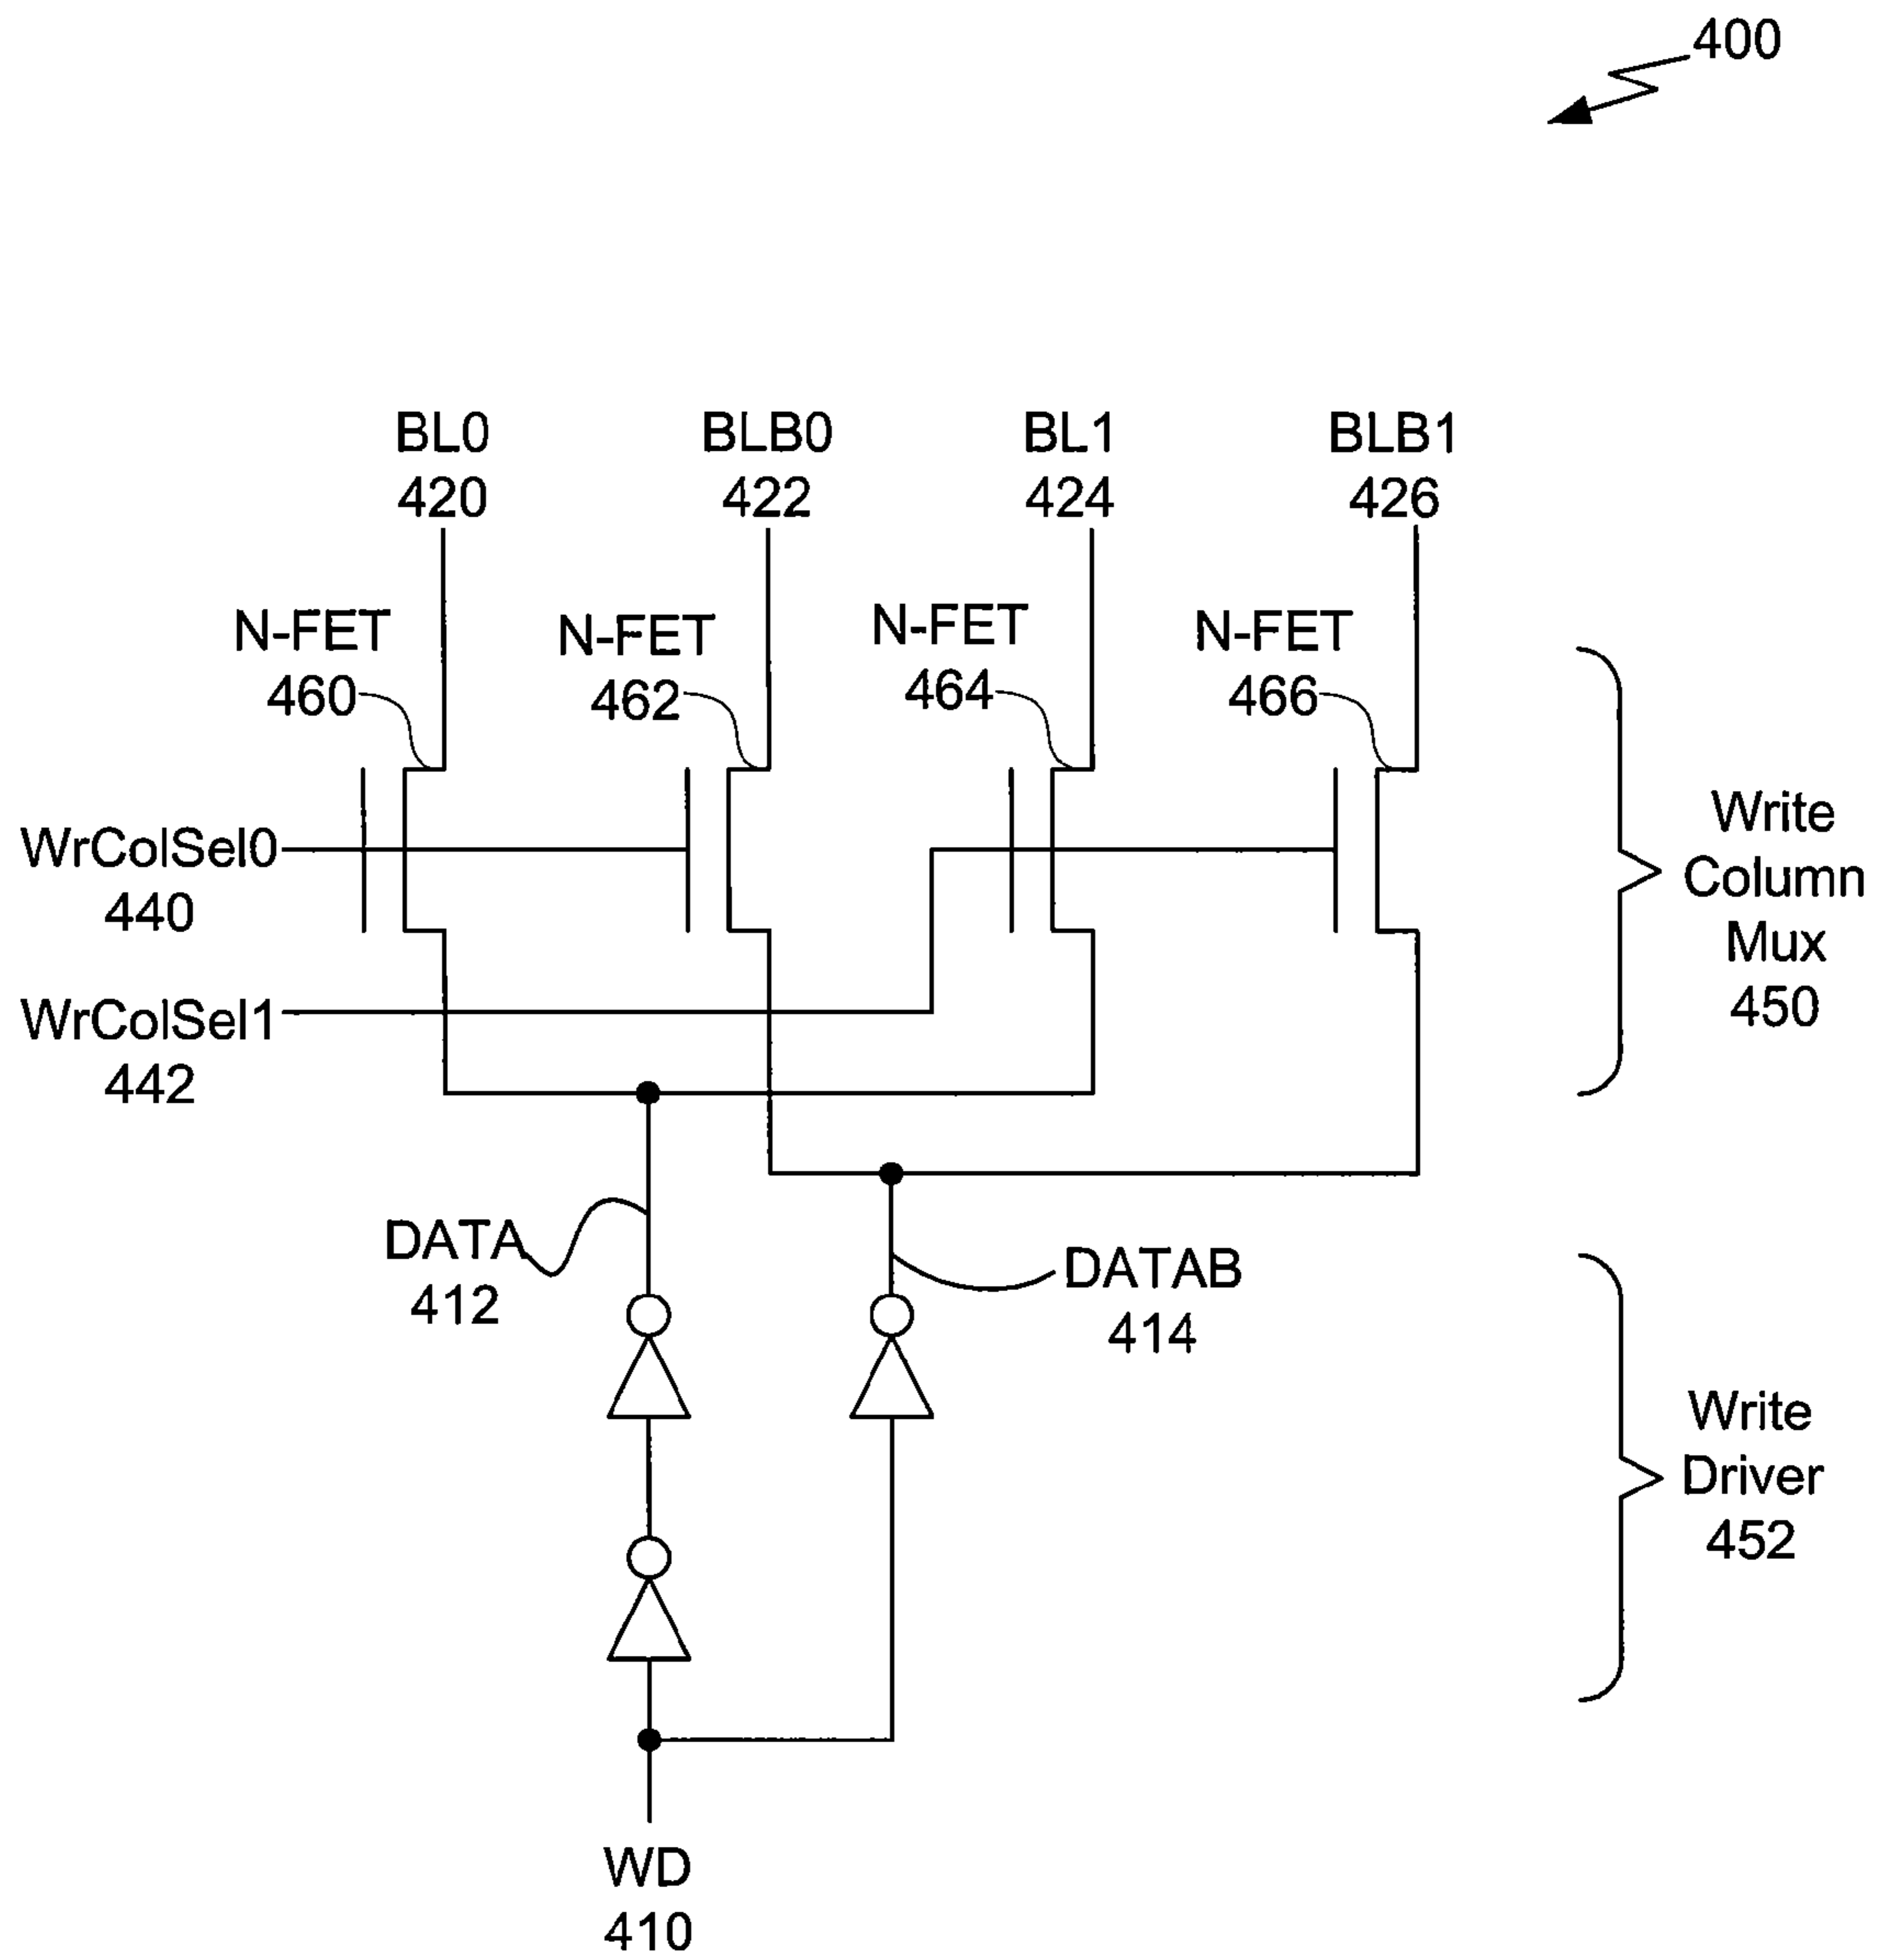 400
BL0
420
BLB0
422
BL1
424
BLB1
426
N-FET
460
N-FET
462
N-FET
464
N-FET
466
WrColSel0
440
WrColSel1
442
Write
Column
Mux
450
DATA
412
DATAB
414
Write
Driver
452
WD
410